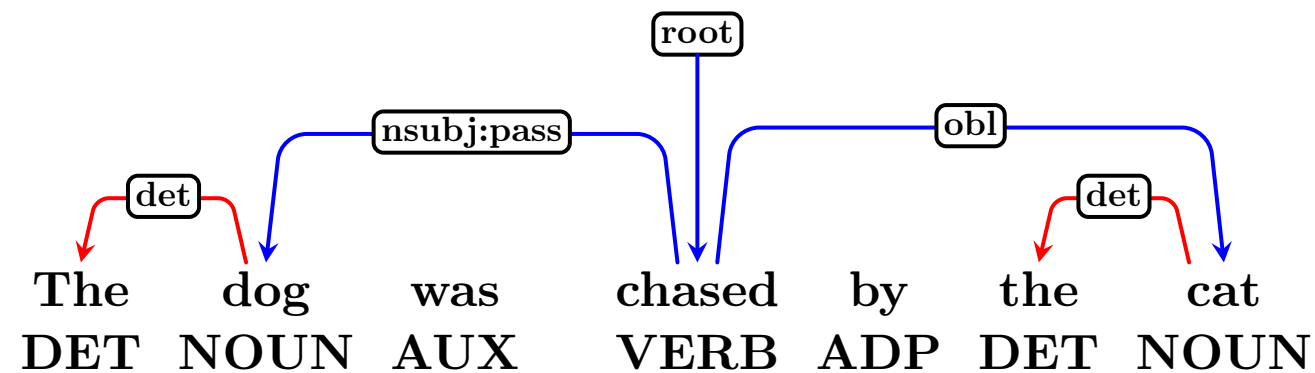 root
nsubj:pass obl
det det
The dog was chased by the cat
DET NOUN AUX VERB ADP DET NOUN